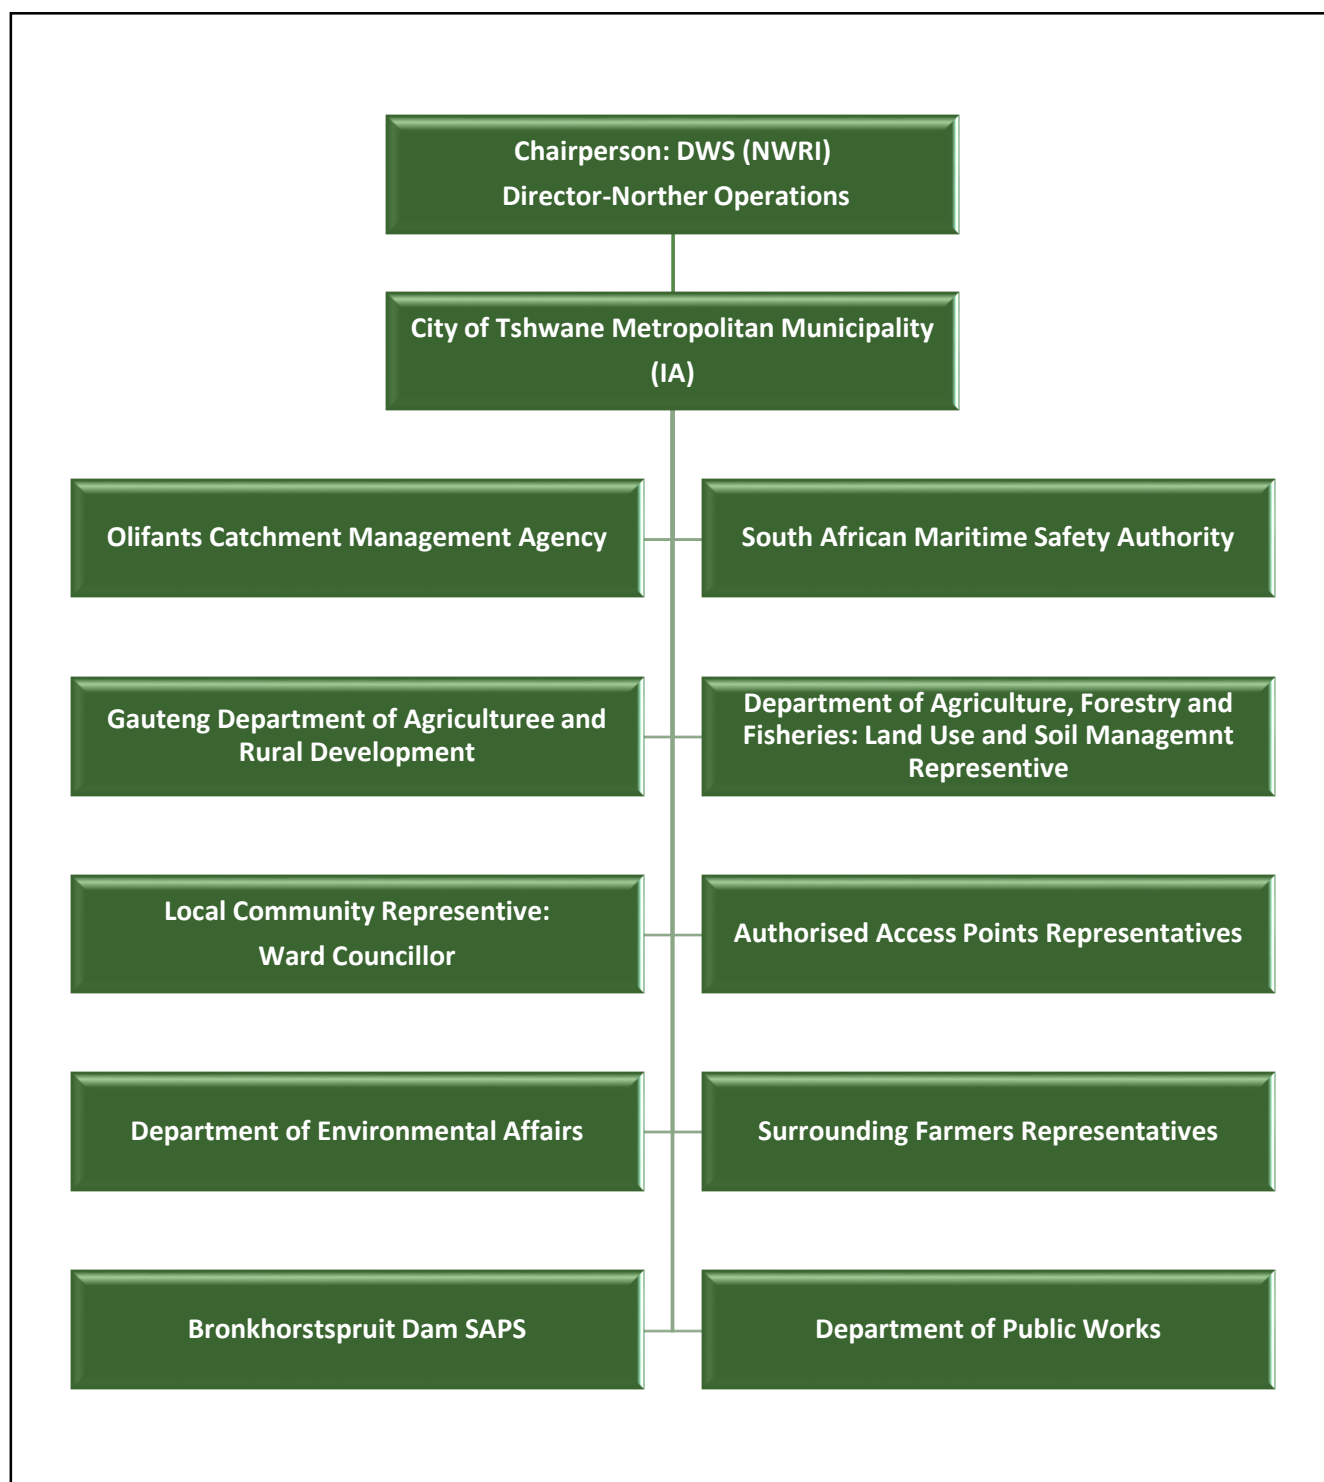 Chairperson: DWS (NWRI)
Director-Norther Operations
City of Tshwane Metropolitan Municipality
(IA)
Olifants Catchment Management Agency
South African Maritime Safety Authority
Gauteng Department of Agriculturee and
Rural Development
Department of Agriculture, Forestry and
Fisheries: Land Use and Soil Managemnt
Representive
Local Community Representive:
Ward Councillor
Authorised Access Points Representatives
Department of Environmental Affairs
Surrounding Farmers Representatives
Bronkhorstspruit Dam SAPS
Department of Public Works